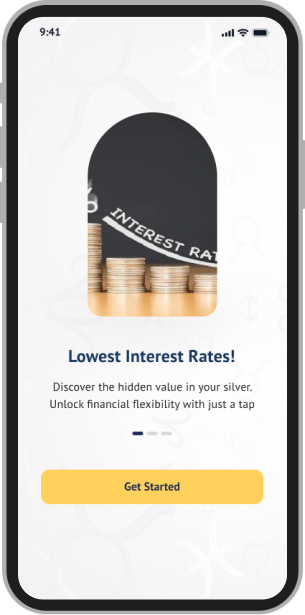 9:41
%
INTEREST RAT
Lowest Interest Rates!
Discover the hidden value in your silver.
Unlock financial flexibility with just a tap
Get Started